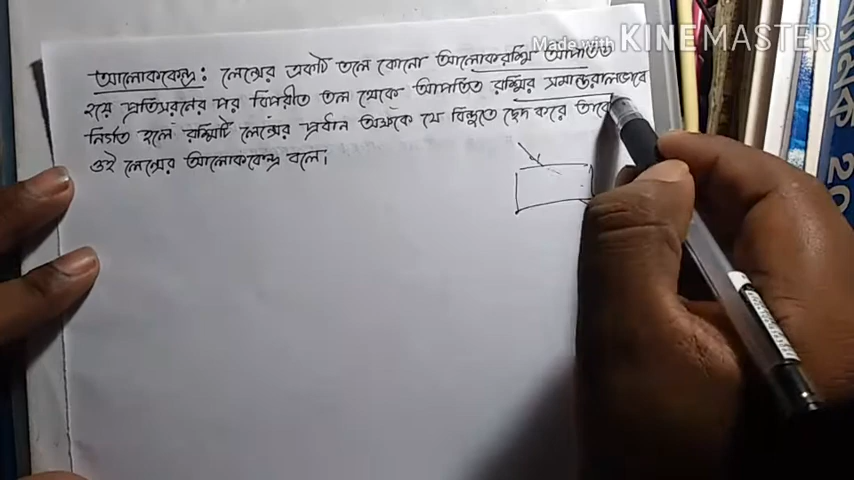 Made with KINEMASTER
আলোককেন্দ্র: লেন্সের একটি তলে কোনো আলোকরশ্মি আপতিত
হয়ে প্রতিসরনের পর বিপরীত তল থেকে আপতিত রশ্মির সমান্তরালভাবে
নির্গত হলে রশ্মিটি লেন্সের প্রধান অক্ষকে যে বিন্দুতে ছেদ করে তাকে
ওই লেন্সের আলোককেন্দ্র বলে।